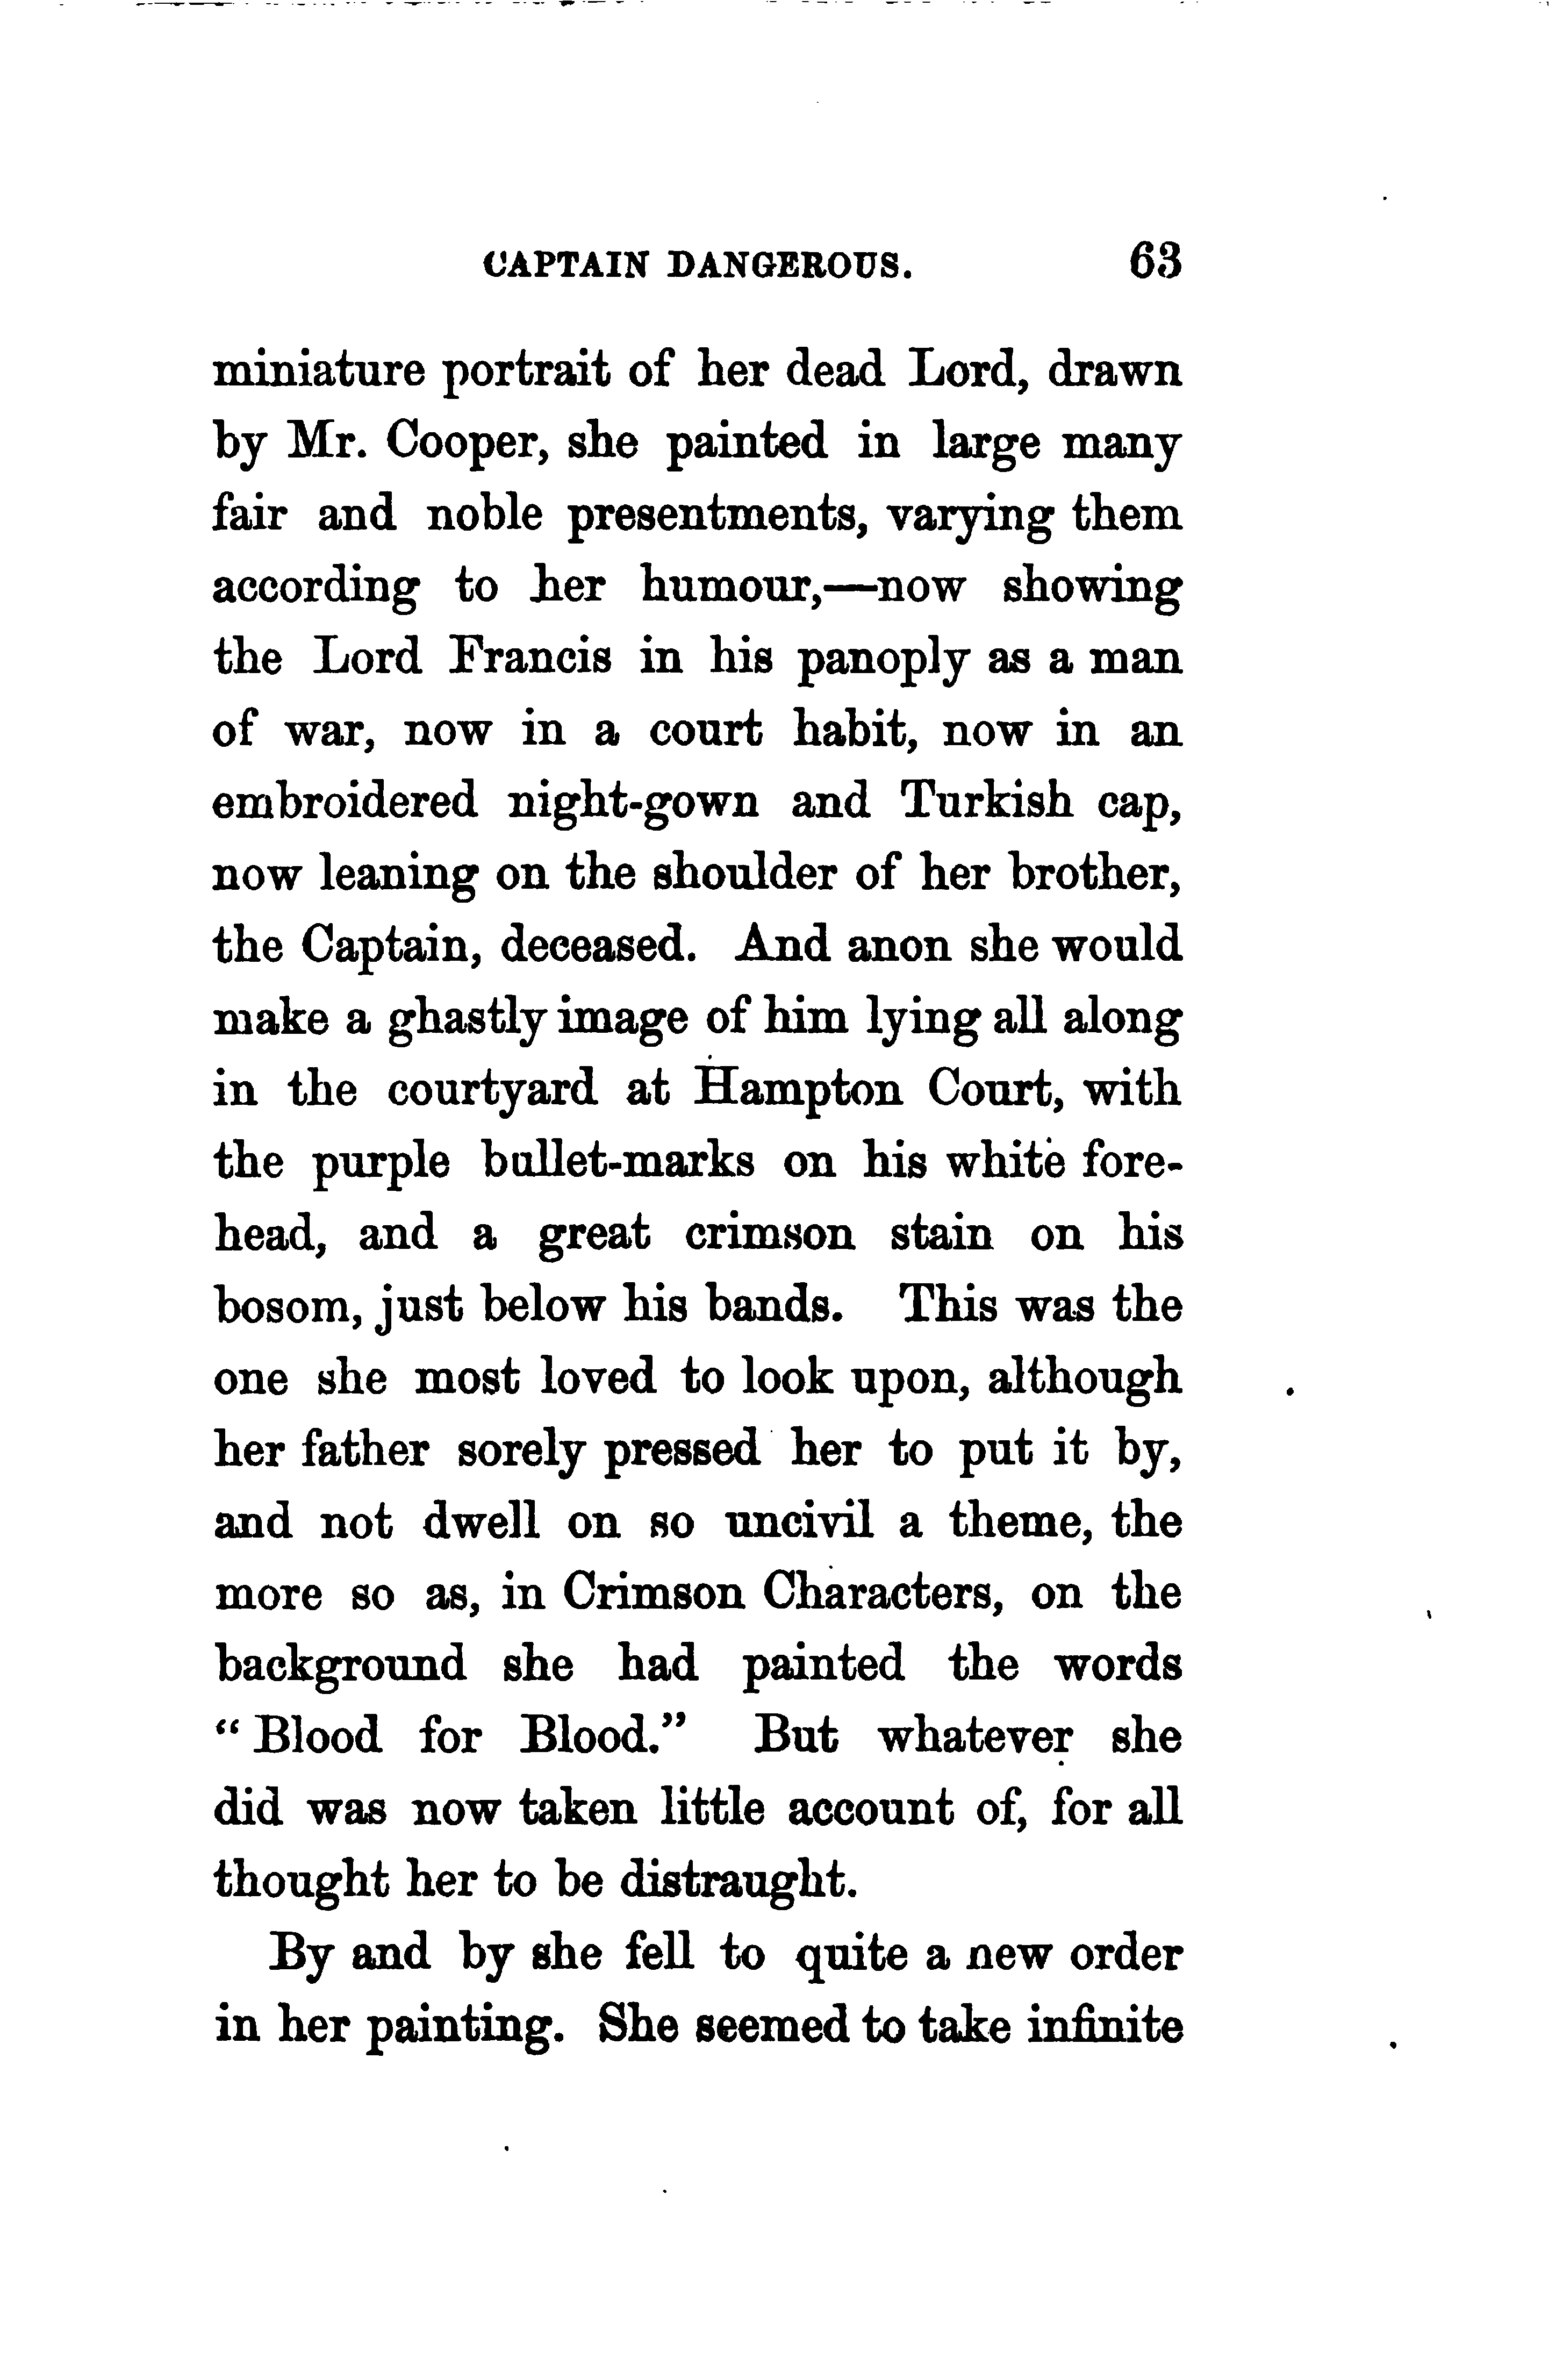 CAPTAIN DANGEROUS. 63
miniature portrait of her dead Lord, drawn
by Mr. Cooper, she painted in large many
fair and noble presentments, varying them
according to her humour,—now showing
the Lord Francis in his panoply as a man
of war, now in a court habit, now in an
embroidered night-gown and Turkish cap,
now leaning on the shoulder of her brother,
the Captain, deceased. And anon she would
make a ghastly image of him lying all along
in the courtyard at Hampton Court, with
the purple bullet-marks on his white fore-
head, and a great crimson stain on his
bosom, just below his bands. This was the
one she most loved to look upon, although
her father sorely pressed her to put it by,
and not dwell on so uncivil a theme, the
more so as, in Crimson Characters, on the
background she had painted the words
“Blood for Blood.” But whatever she
did was now taken little account of, for all
thought her to be distraught.
By and by she fell to quite a new order
in her painting. She seemed to take infinite